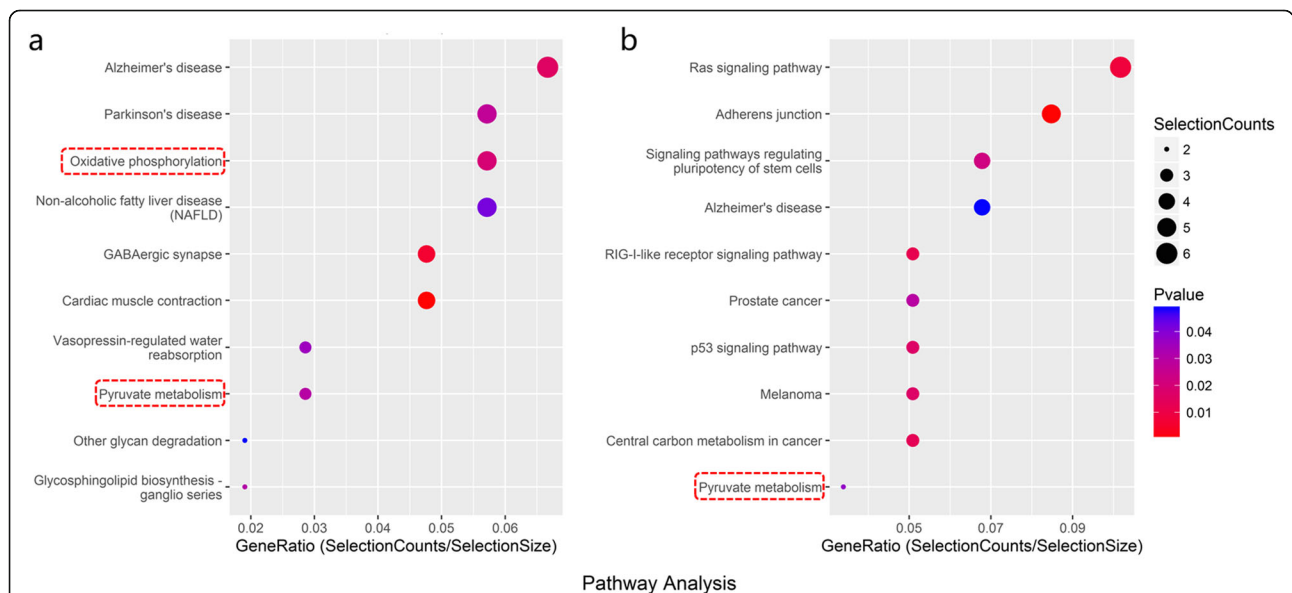 a
Alzheimer's disease
Parkinson's disease
Oxidative phosphorylation
Non-alcoholic fatty liver disease
(NAFLD)
GABAergic synapse
Cardiac muscle contraction
Vasopressin-regulated water
reabsorption
Pyruvate metabolism
Other glycan degradation
Glycosphingolipid biosynthesis -
ganglio series
0.02 0.03 0.04 0.05 0.06
GeneRatio (SelectionCounts/SelectionSize)
b
Ras signaling pathway
Adherens junction
Signaling pathways regulating
pluripotency of stem cells
Alzheimer's disease
RIG-I-like receptor signaling pathway
Prostate cancer
p53 signaling pathway
Melanoma
Central carbon metabolism in cancer
Pyruvate metabolism
0.05 0.07 0.09
GeneRatio (SelectionCounts/SelectionSize)
SelectionCounts
2
3
4
5
6
Pvalue
0.04
0.03
0.02
0.01
Pathway Analysis